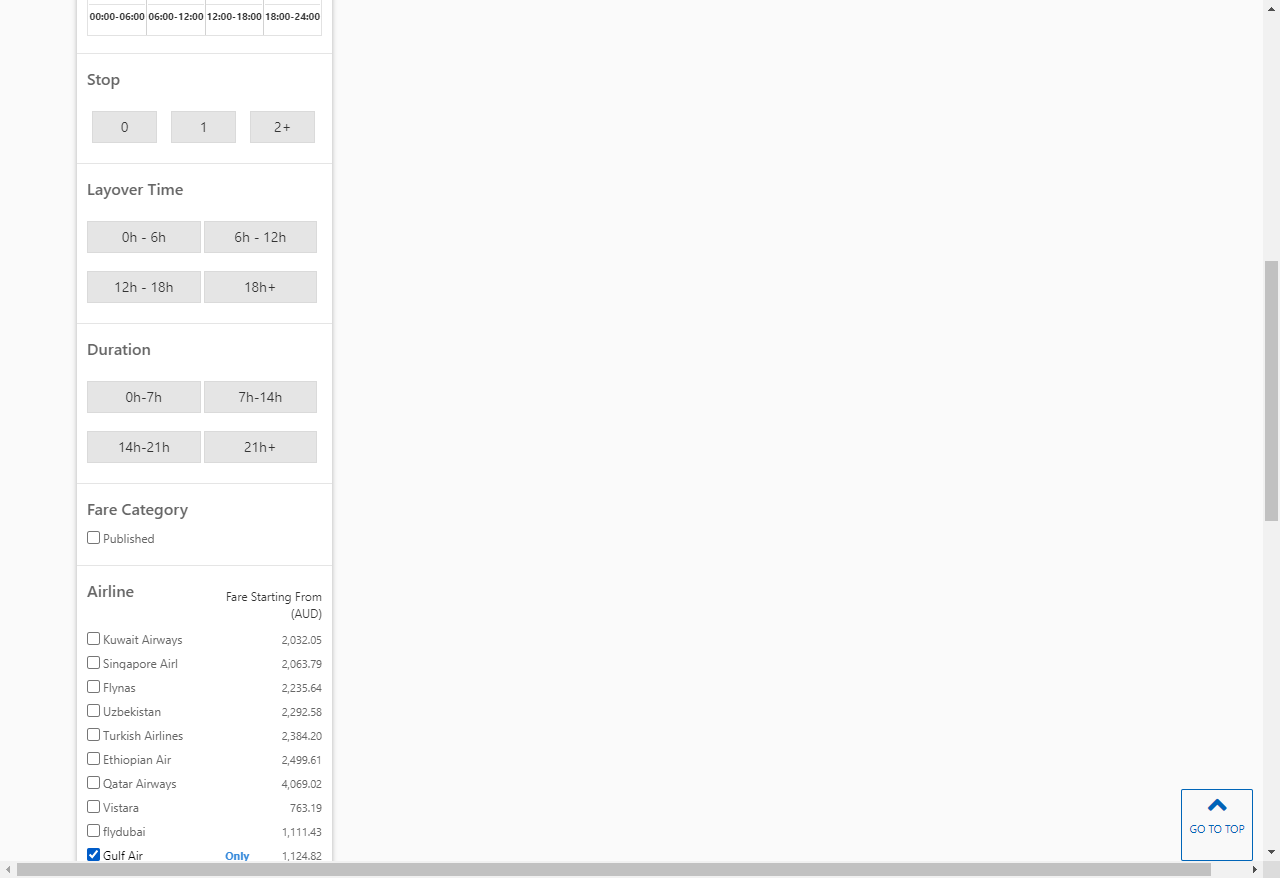 00:00-06:00 06:00-12:00 12:00-18:00 18:00-24:00
Stop
0 1 2+
Layover Time
0h - 6h 6h - 12h
12h - 18h 18h+
Duration
0h-7h 7h-14h
14h-21h 21h+
Fare Category
Published
Airline Fare Starting From
(AUD)
Kuwait Airways 2,032.05
Singapore Airl 2,063.79
Flynas 2,235.64
Uzbekistan 2,292.58
Turkish Airlines 2,384.20
Ethiopian Air 2,499.61
Qatar Airways 4,069.02
Vistara 763.19
flydubai 1,111.43
Gulf Air Only 1,124.82
GO TO TOP